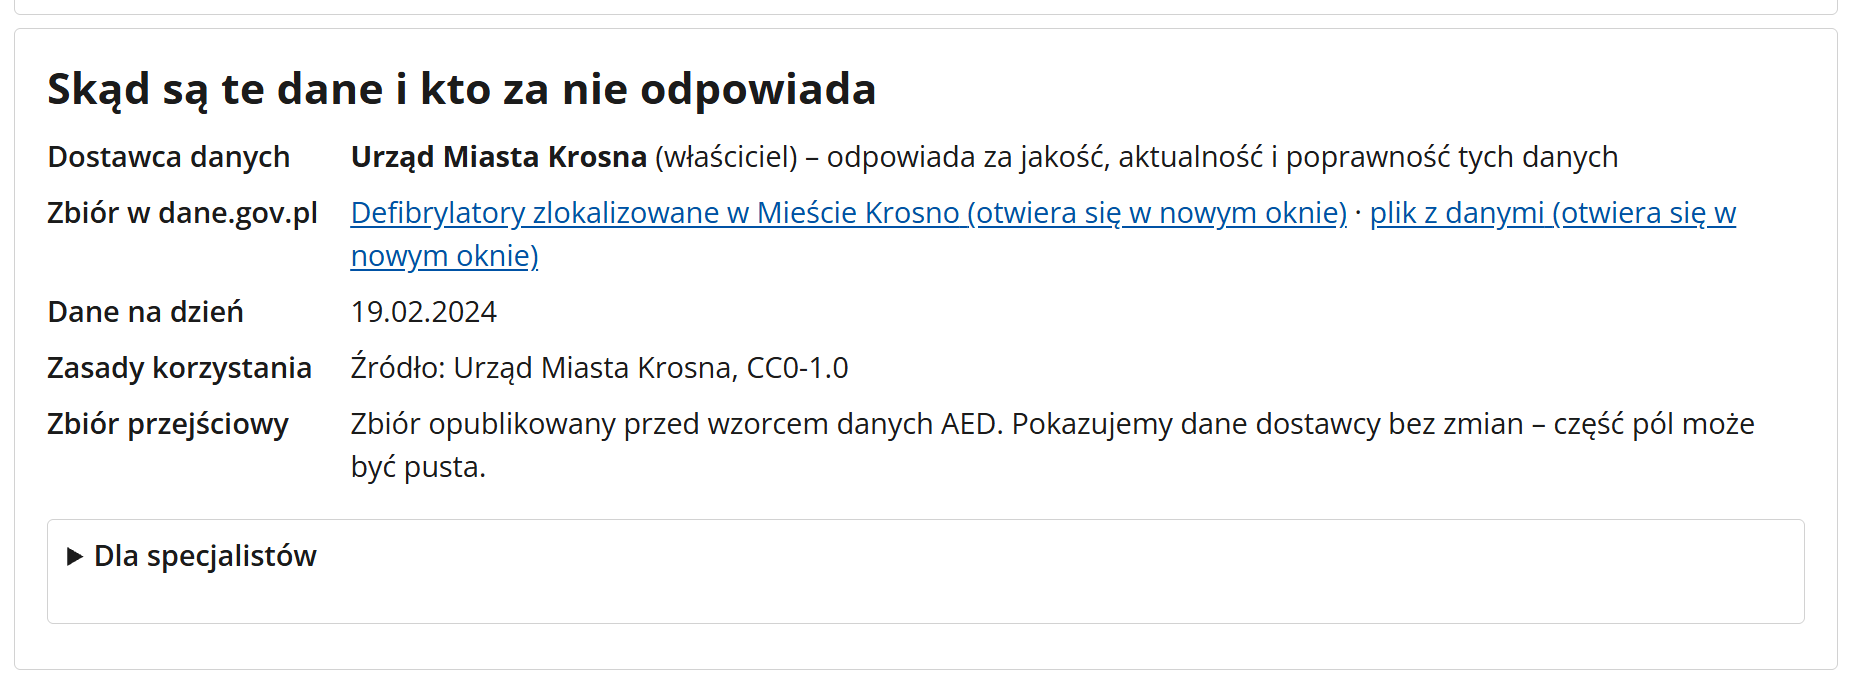 Skąd są te dane i kto za nie odpowiada
Dostawca danych Urząd Miasta Krosna (właściciel) – odpowiada za jakość, aktualność i poprawność tych danych
Zbiór w dane.gov.pl Defibrylatory zlokalizowane w Mieście Krosno (otwiera się w nowym oknie) · plik z danymi (otwiera się w
nowym oknie)
Dane na dzień 19.02.2024
Zasady korzystania Źródło: Urząd Miasta Krosna, CC0-1.0
Zbiór przejściowy Zbiór opublikowany przed wzorcem danych AED. Pokazujemy dane dostawcy bez zmian – część pól może
być pusta.
▶ Dla specjalistów